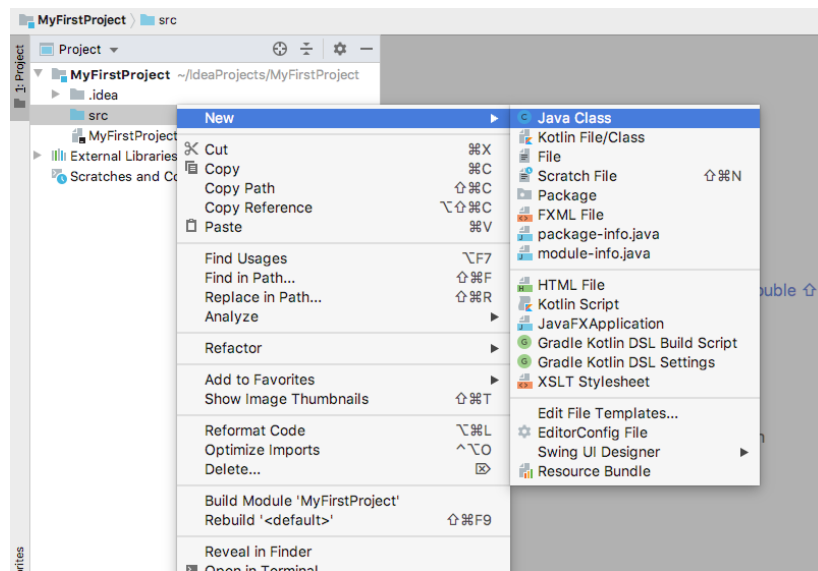 MyFirstProject src
Project
1: Project
MyFirstProject ~/IdeaProjects/MyFirstProject
.idea
src
MyFirstProject
External Libraries
Scratches and
New
Cut ⌘X
Copy ⌘C
Copy Path ⇧⌘C
Copy Reference ⌥⇧⌘C
Paste ⌘V
Find Usages ⌥F7
Find in Path... ⇧⌘F
Replace in Path... ⇧⌘R
Analyze
Refactor
Add to Favorites
Show Image Thumbnails ⇧⌘T
Reformat Code ⌥⌘L
Optimize Imports ^⌥O
Delete... ⌦
Build Module 'MyFirstProject'
Rebuild '<default>' ⇧⌘F9
Reveal in Finder
Open in Terminal
Java Class
Kotlin File/Class
File
Scratch File ⇧⌘N
Package
FXML File
package-info.java
module-info.java
HTML File
Kotlin Script
JavaFXApplication
Gradle Kotlin DSL Build Script
Gradle Kotlin DSL Settings
XSLT Stylesheet
Edit File Templates...
EditorConfig File
Swing UI Designer
Resource Bundle